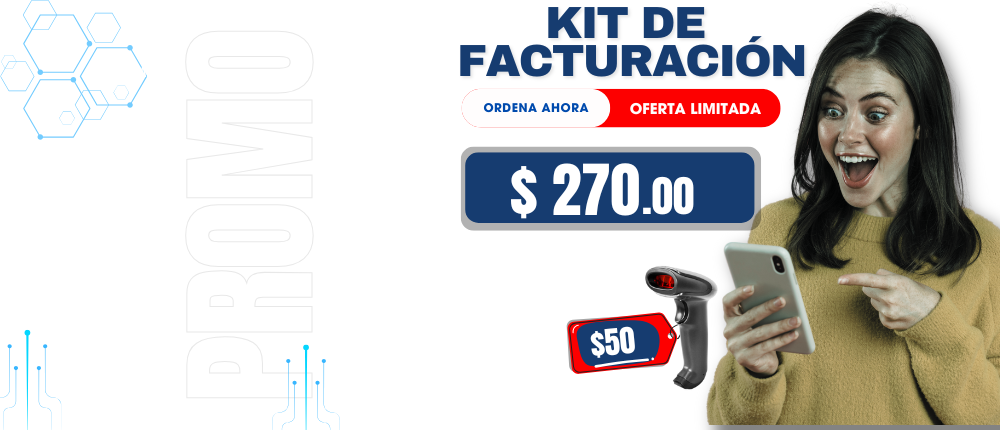 PROMO
KIT DE
FACTURACIÓN
ORDENA AHORA
OFERTA LIMITADA
$ 270.00
$50